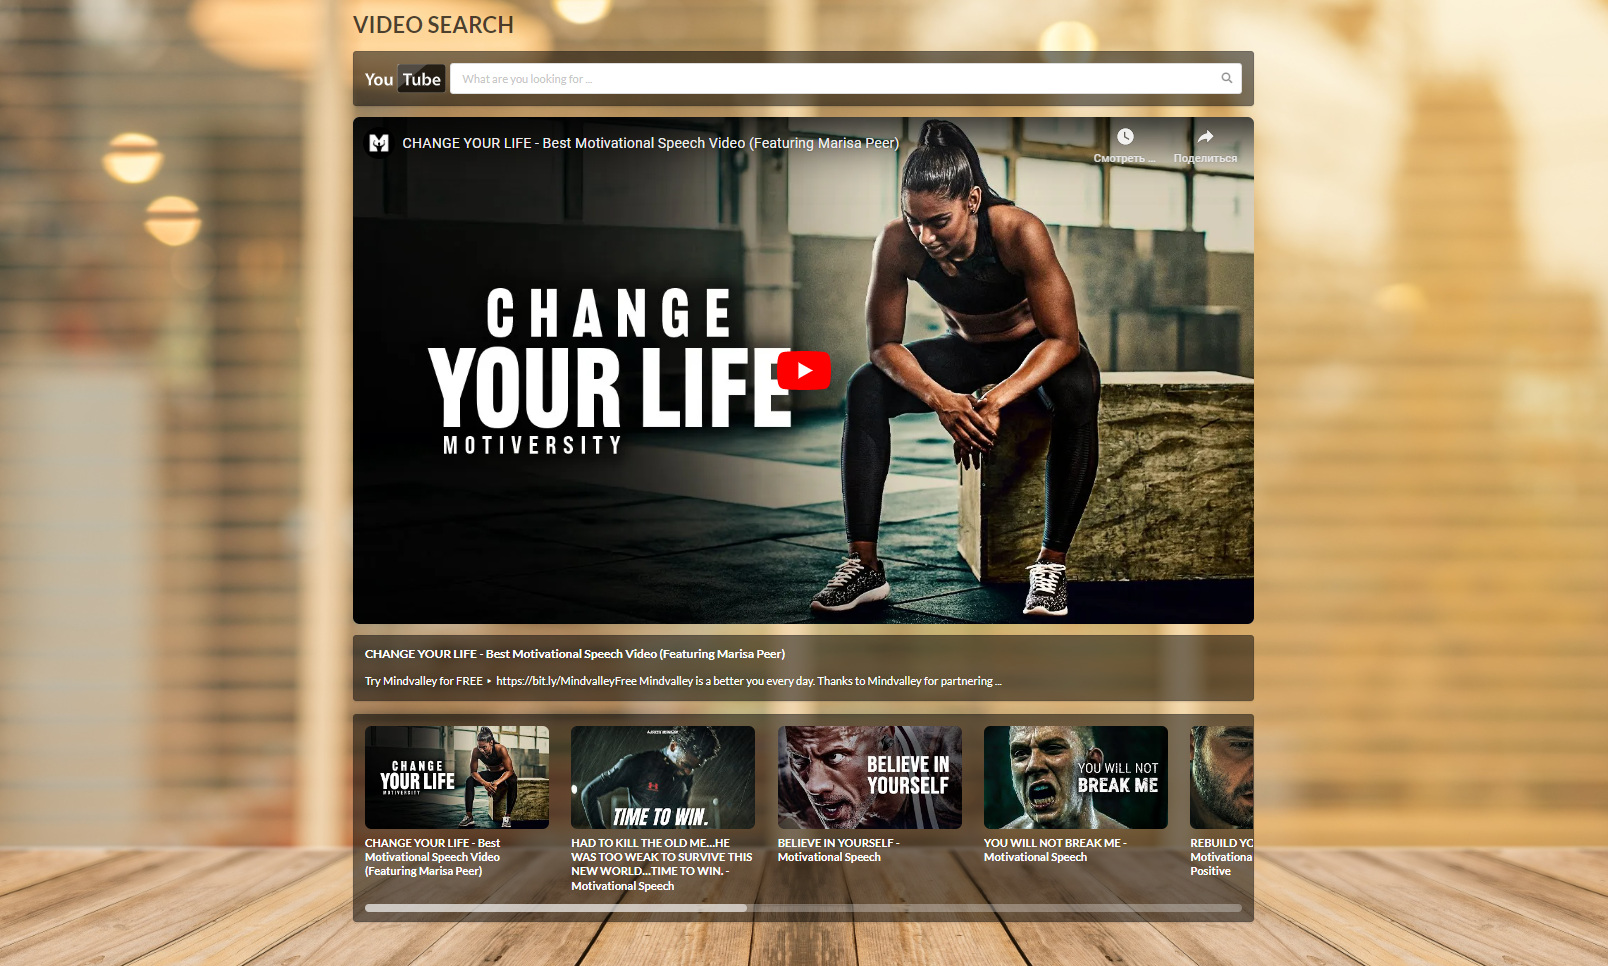 VIDEO SEARCH
You Tube
What are you looking for ...
CHANGE YOUR LIFE - Best Motivational Speech Video (Featuring Marisa Peer)
Смотреть ...
Поделиться
CHANGE
YOUR LIFE
MOTIVERSITY
CHANGE YOUR LIFE - Best Motivational Speech Video (Featuring Marisa Peer)
Try Mindvalley for FREE ‣ https://bit.ly/MindvalleyFree Mindvalley is a better you every day. Thanks to Mindvalley for partnering ...
CHANGE
YOUR LIFE
MOTIVERSITY
CHANGE YOUR LIFE - Best
Motivational Speech Video
(Featuring Marisa Peer)
TIME TO WIN.
HAD TO KILL THE OLD ME...HE
WAS TOO WEAK TO SURVIVE THIS
NEW WORLD...TIME TO WIN. -
Motivational Speech
BELIEVE IN
YOURSELF
BELIEVE IN YOURSELF -
Motivational Speech
YOU WILL NOT
BREAK ME
YOU WILL NOT BREAK ME -
Motivational Speech
REBUILD YC
Motivationa
Positive